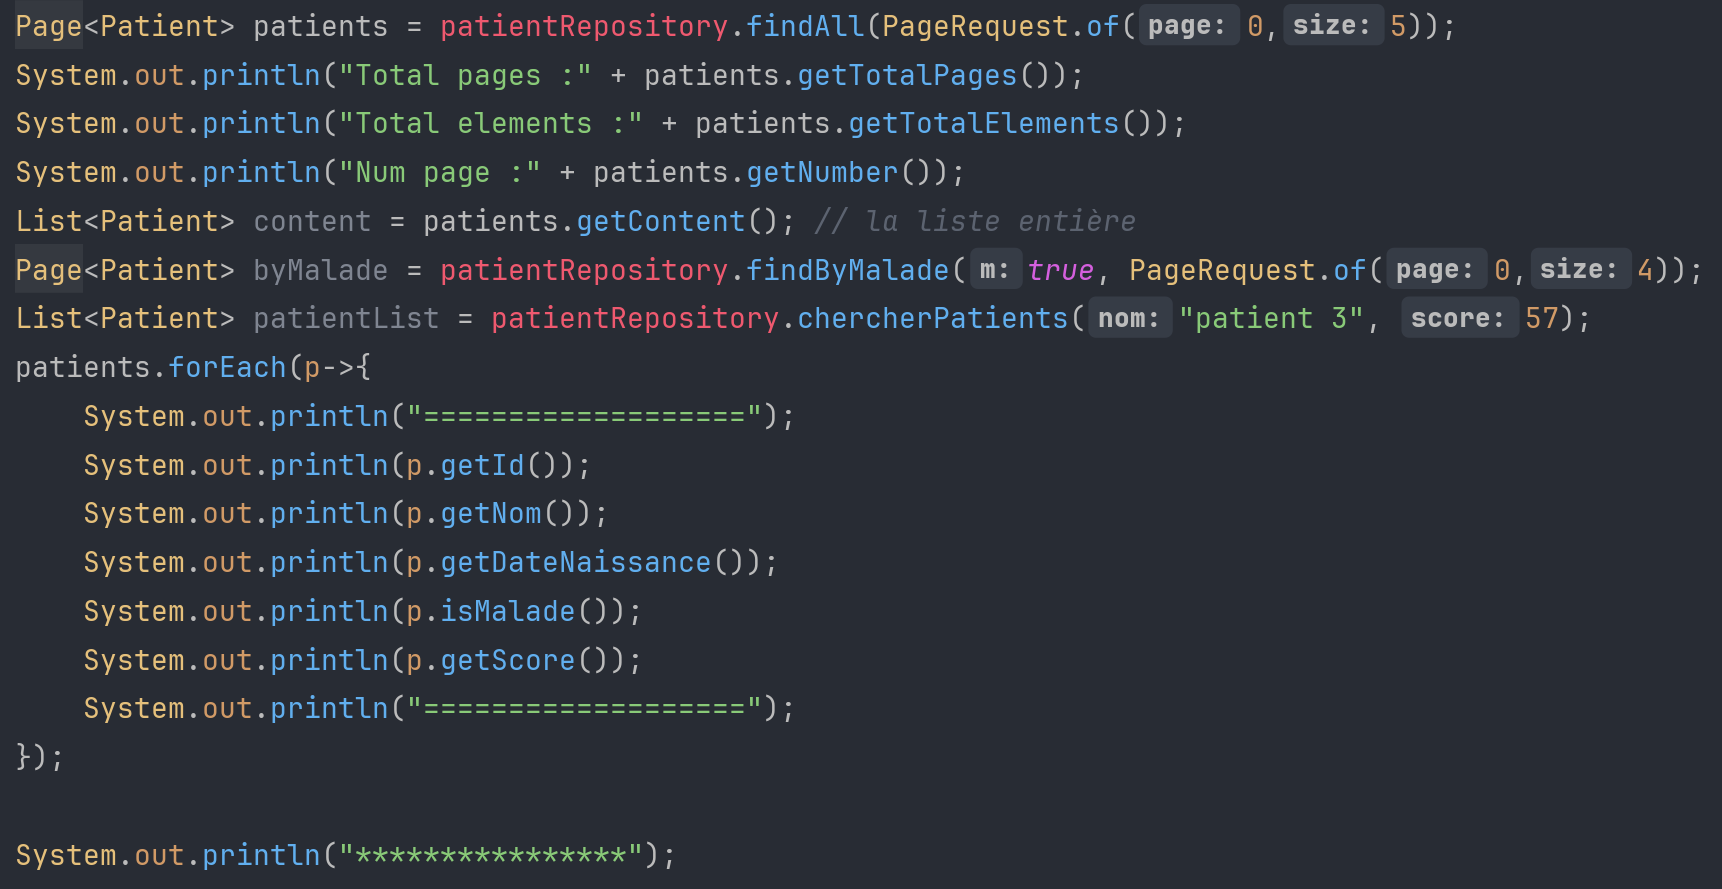 Page<Patient> patients = patientRepository.findAll(PageRequest.of( page: 0, size: 5));
System.out.println("Total pages :" + patients.getTotalPages());
System.out.println("Total elements :" + patients.getTotalElements());
System.out.println("Num page :" + patients.getNumber());
List<Patient> content = patients.getContent(); // la liste entière
Page<Patient> byMalade = patientRepository.findByMalade( m: true, PageRequest.of( page: 0, size: 4));
List<Patient> patientList = patientRepository.chercherPatients( nom: "patient 3", score: 57);
patients.forEach(p->{
    System.out.println("===================");
    System.out.println(p.getId());
    System.out.println(p.getNom());
    System.out.println(p.getDateNaissance());
    System.out.println(p.isMalade());
    System.out.println(p.getScore());
    System.out.println("===================");
});
System.out.println("****************");